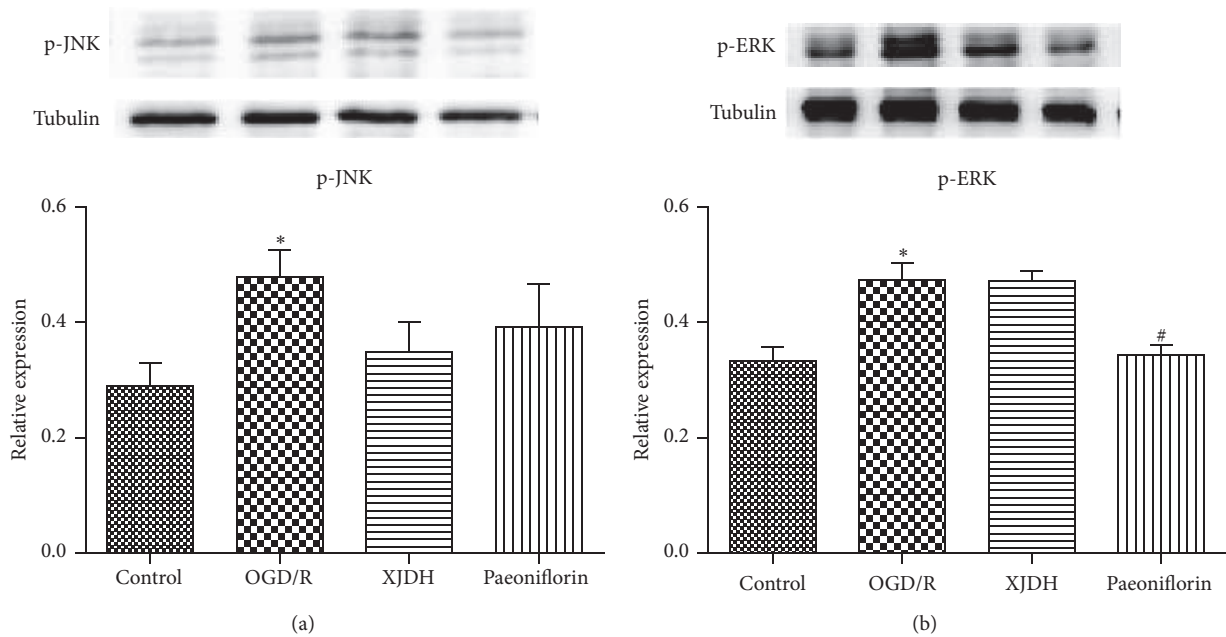 p-JNK
Tubulin
p-JNK
0.6
*
0.4
Relative expression
0.2
0.0
Control OGD/R XJDH Paeoniflorin
(a)
p-ERK
Tubulin
p-ERK
0.6
*
0.4
#
Relative expression
0.2
0.0
Control OGD/R XJDH Paeoniflorin
(b)